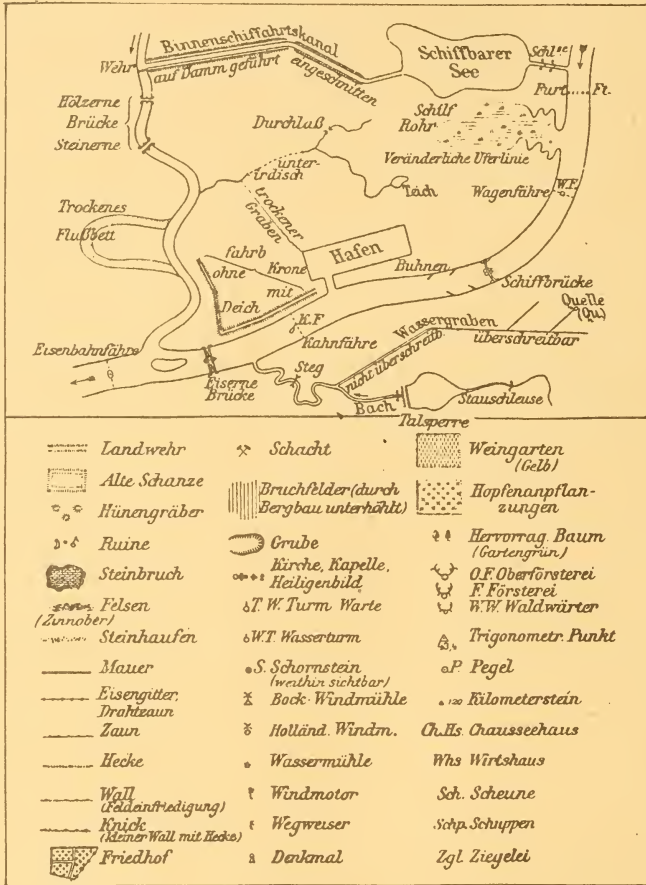 Binnenschiffahrtskanal
Wehr
auf Damm geführt
eingeschnitten
Schiffbarer
See
Schl.
Furt
Ft.
Hölzerne
Brücke
Steinerne
Durchlaß
Schilf
Rohr
Veränderliche Uferlinie
unter-
irdisch
Teich
Wagenfähre
W.F.
Trockenes
Flußbett
trockener
Graben
fahrb
ohne
Krone
mit
Deich
Hafen
Buhnen
Schiffbrücke
K.F
Kahnfähre
Wassergraben
nicht überschreitb.
überschreitbar
Quelle
(Qu.)
Eisenbahnfähre
Eiserne
Brücke
Steg
Bach
Stauschleuse
Talsperre
Landwehr
Alte Schanze
Hünengräber
Ruine
Steinbruch
Felsen
(Zinnober)
Steinhaufen
Mauer
Eisengitter,
Drahtzaun
Zaun
Hecke
Wall
(Feldeinfriedigung)
Knick
(kleiner Wall mit Hecke)
Friedhof
Schacht
Bruchfelder (durch
Bergbau unterhöhlt)
Grube
Kirche, Kapelle,
Heiligenbild
T.W. Turm Warte
W.T. Wasserturm
S. Schornstein
(weithin sichtbar)
Bock-Windmühle
Holländ. Windm.
Wassermühle
Windmotor
Wegweiser
Denkmal
Weingarten
(Gelb)
Hopfenanpflan-
zungen
Hervorrag. Baum
(Gartengrün)
O.F. Oberförsterei
F. Försterei
W.W. Waldwärter
Trigonometr. Punkt
P. Pegel
120 Kilometerstein
Ch.Hs. Chausseehaus
Whs Wirtshaus
Sch. Scheune
Schp. Schuppen
Zgl. Ziegelei